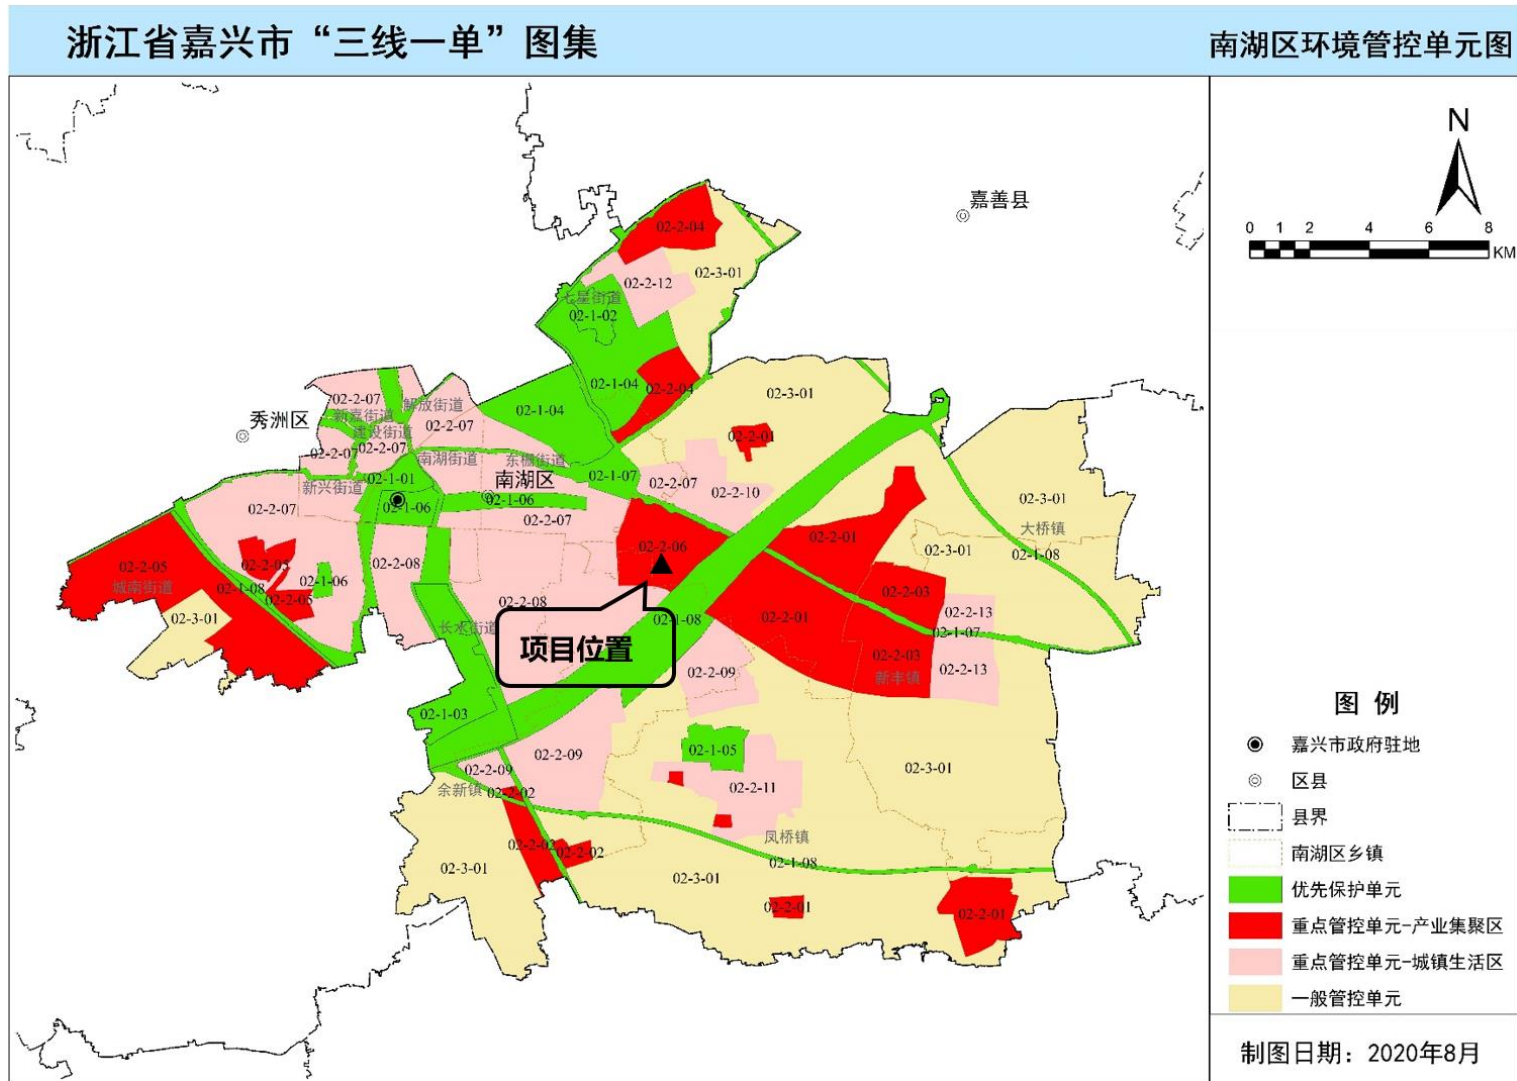 浙江省嘉兴市“三线一单”图集
南湖区环境管控单元图
N
0 1 2 4 6 8
KM
嘉善县
02-2-04
02-3-01
02-2-12
七星街道
02-1-02
02-1-04
02-2-04
02-1-04
02-3-01
02-2-07
解放街道
新嘉街道
02-2-07
建设街道
02-2-07
02-2-07
秀洲区
南湖街道
东栅街道
02-2-01
02-1-01
02-1-07
02-2-07
02-2-10
新兴街道
南湖区
02-1-06
02-1-06
02-2-07
02-2-07
02-3-01
大桥镇
02-2-06
02-2-01
02-3-01
02-1-08
02-2-05
城南街道
02-2-05
02-1-08
02-1-06
02-2-05
02-2-08
02-2-08
02-2-03
02-2-13
02-3-01
02-1-08
02-2-01
02-1-07
长水街道
项目位置
02-2-03
新丰镇
02-2-13
02-2-09
02-1-03
02-1-05
02-2-09
02-2-09
02-3-01
余新镇
02-2-02
02-2-11
凤桥镇
02-2-02
02-2-02
02-1-08
02-3-01
02-3-01
02-2-01
02-2-01
图 例
嘉兴市政府驻地
区县
县界
南湖区乡镇
优先保护单元
重点管控单元-产业集聚区
重点管控单元-城镇生活区
一般管控单元
制图日期：2020年8月